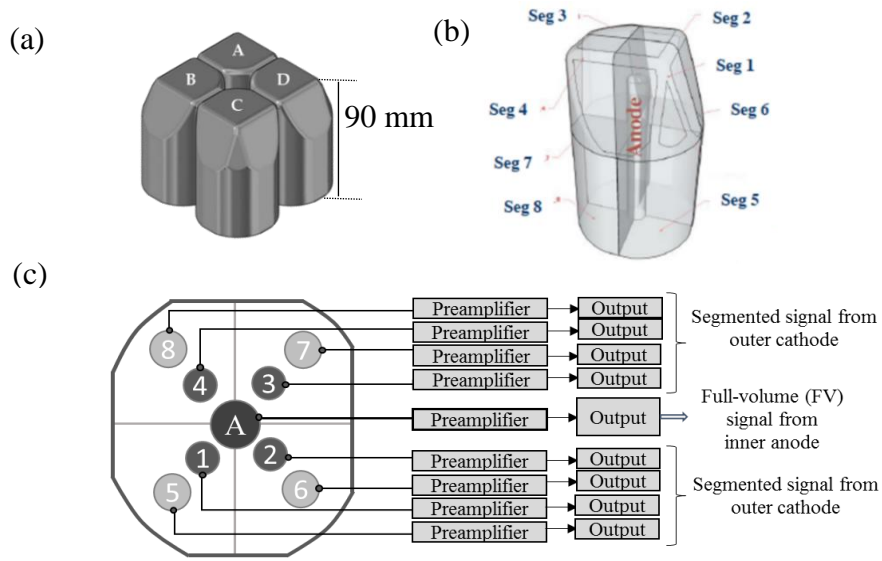 (a)
A
B
D
C
90 mm
(b)
Seg 3
Seg 2
Seg 1
Seg 4
Anode
Seg 6
Seg 7
Seg 8
Seg 5
(c)
8
7
4
3
A
1
2
5
6
Preamplifier
Output
Preamplifier
Output
Preamplifier
Output
Preamplifier
Output
Segmented signal from
outer cathode
Preamplifier
Output
Full-volume (FV)
signal from
inner anode
Preamplifier
Output
Preamplifier
Output
Preamplifier
Output
Preamplifier
Output
Segmented signal from
outer cathode